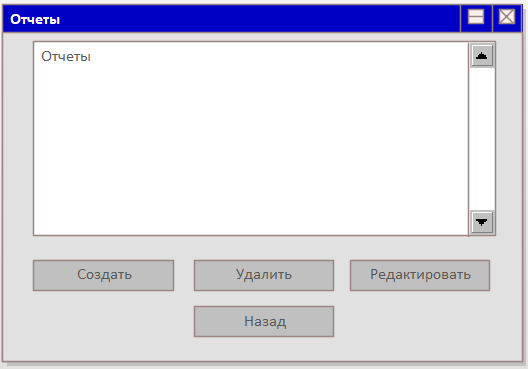 Отчеты
Отчеты
Создать
Удалить
Редактировать
Назад